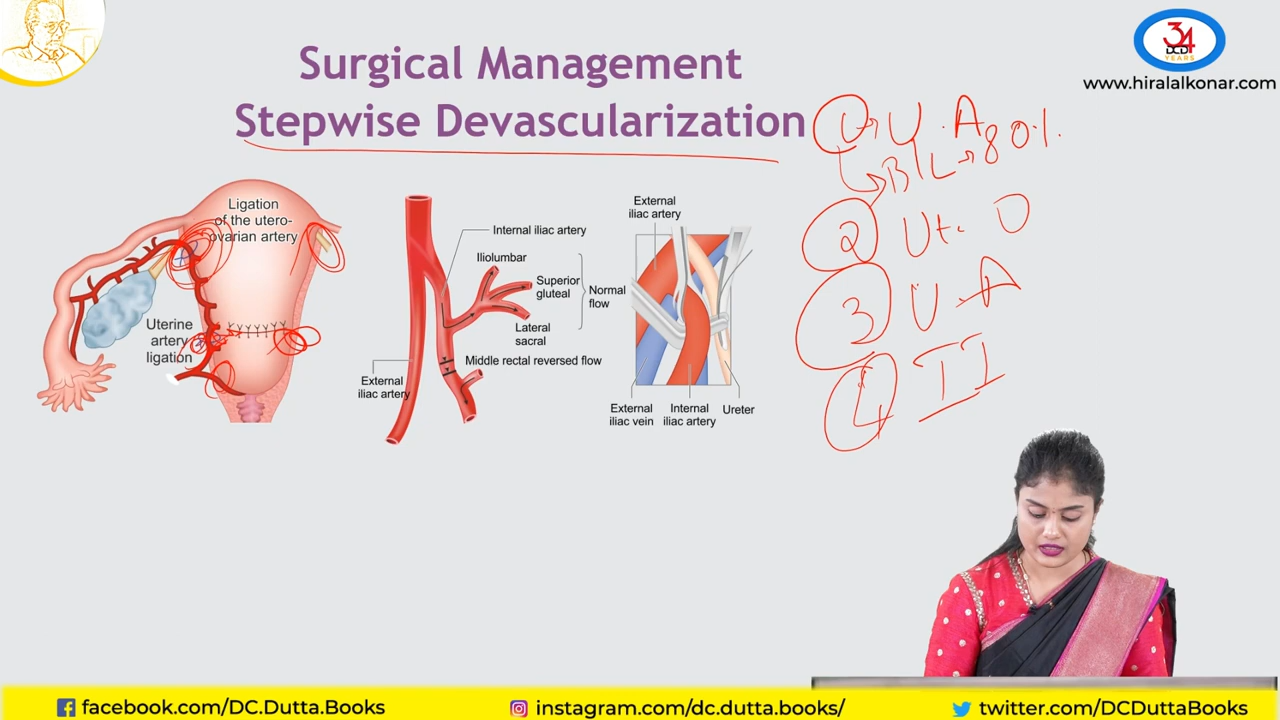 34
DCD
YEARS
www.hiralalkonar.com
Surgical Management
Stepwise Devascularization
U.A
B/L → 80%.
2 Ut. O
3 U.A
4 II
Ligation
of the utero-
ovarian artery
Uterine
artery
ligation
Internal iliac artery
Iliolumbar
Superior
gluteal
Normal
flow
Lateral
sacral
Middle rectal reversed flow
External
iliac artery
External
iliac artery
External
iliac vein
Internal
iliac artery
Ureter
facebook.com/DC.Dutta.Books
instagram.com/dc.dutta.books/
twitter.com/DCDuttaBooks